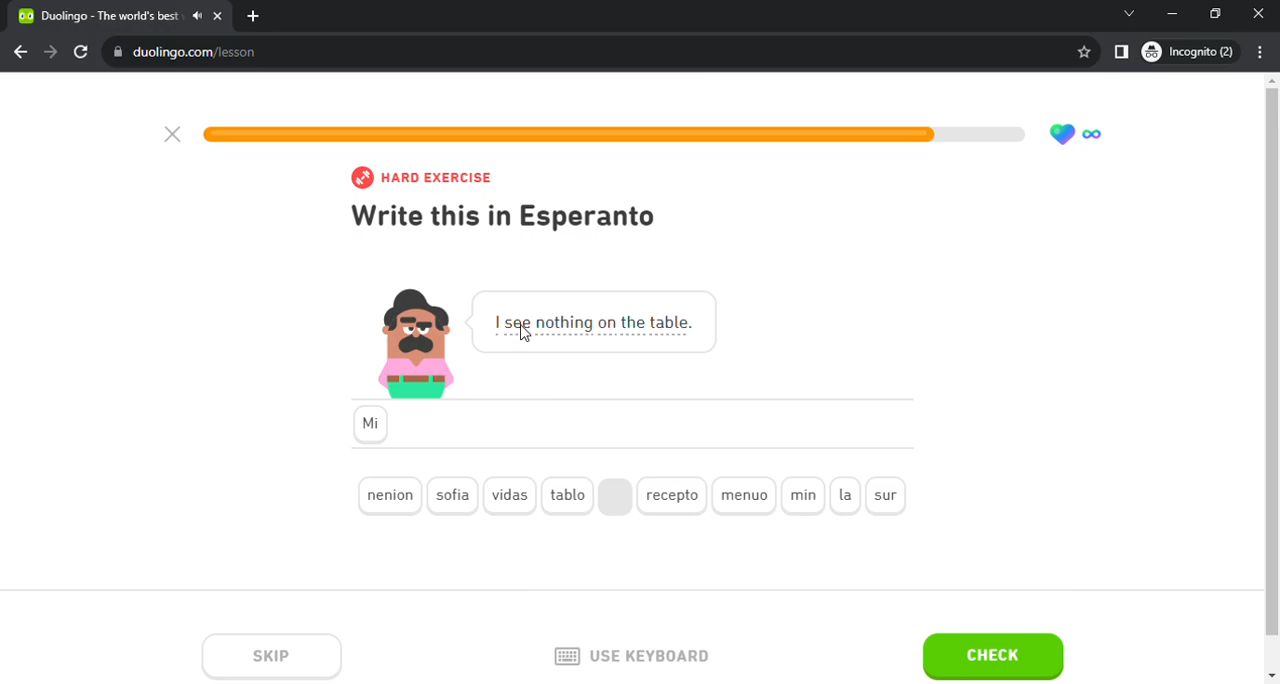 Duolingo - The world's best
duolingo.com/lesson
Incognito (2)
HARD EXERCISE
Write this in Esperanto
I see nothing on the table.
Mi
nenion sofia vidas tablo recepto menuo min la sur
SKIP USE KEYBOARD CHECK